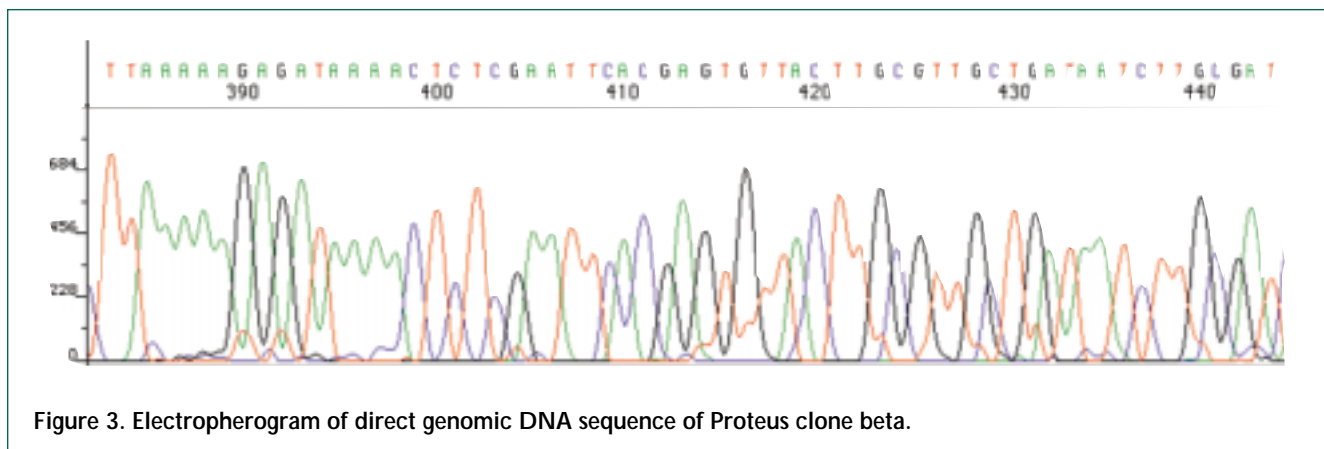 T T A A A A A G A G A T A A A A C T C T C G A A T T C A C G A G T G T T A C T T G C G T T G C T G A T A A T C T T G C G A T
390 400 410 420 430 440
684
456
228
0
Figure 3. Electropherogram of direct genomic DNA sequence of Proteus clone beta.